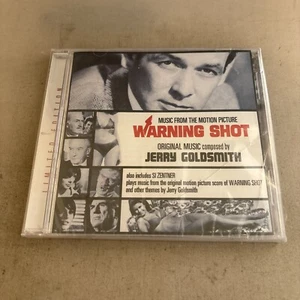 MUSIC FROM THE MOTION PICTURE
WARNING SHOT
ORIGINAL MUSIC composed by
JERRY GOLDSMITH
also includes SI ZENTNER
plays music from the original motion picture score of WARNING SHOT
and other themes by Jerry Goldsmith
LIMITED EDITION